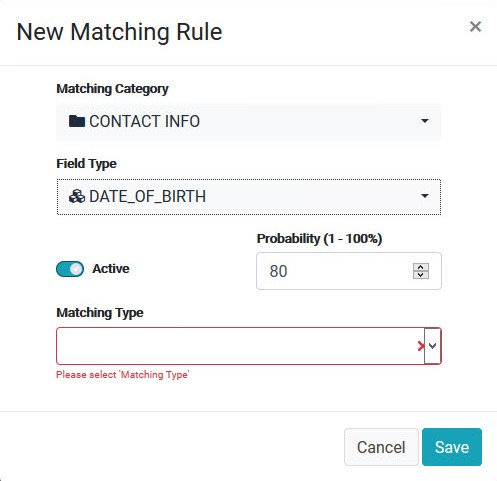 New Matching Rule
Matching Category
CONTACT INFO
Field Type
DATE_OF_BIRTH
Probability (1 - 100%)
Active
80
Matching Type
Please select 'Matching Type'
Cancel
Save